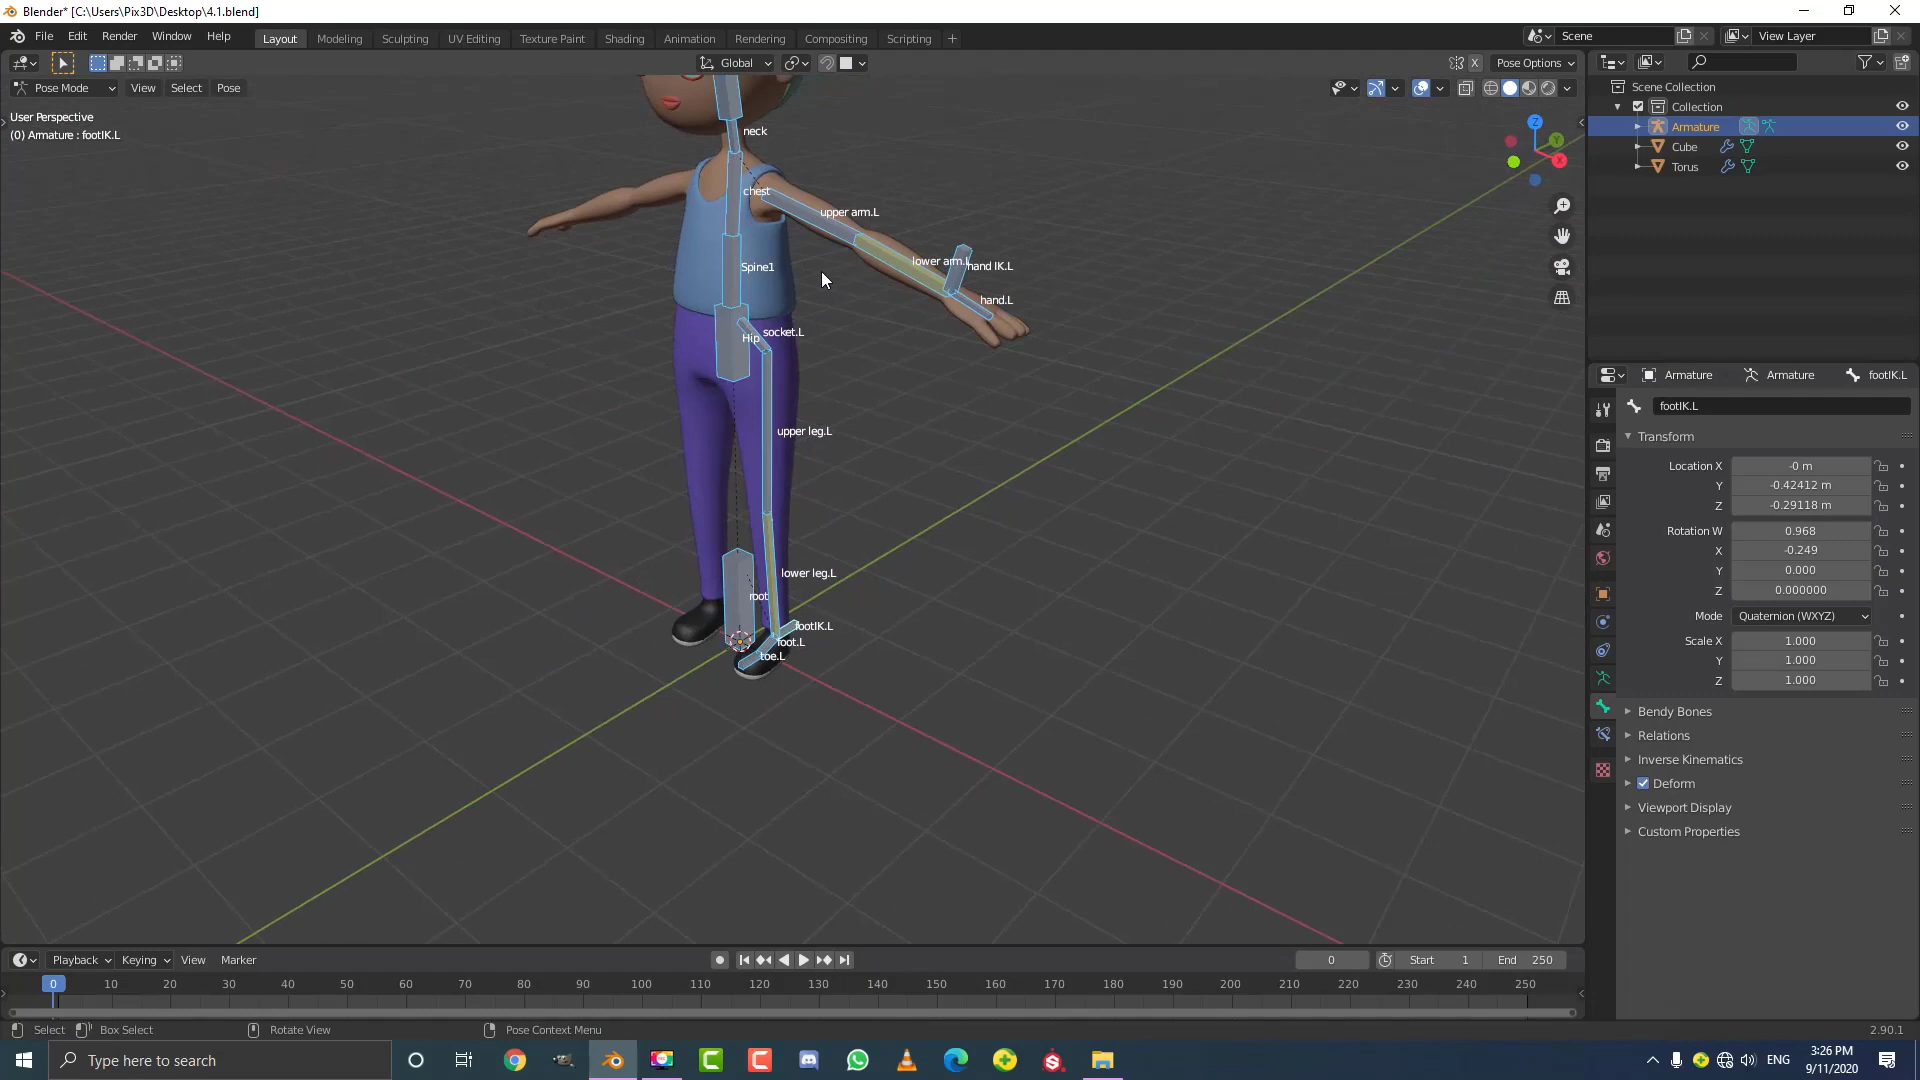 Blender* [C:\Users\Pix3D\Desktop\4.1.blend]
File Edit Render Window Help
Layout Modeling Sculpting UV Editing Texture Paint Shading Animation Rendering Compositing Scripting +
Scene
View Layer
Global
X
Pose Options
Pose Mode View Select Pose
User Perspective
(0) Armature : footIK.L
neck
chest
upper arm.L
lower arm.L
hand IK.L
hand.L
Spine1
socket.L
Hip
upper leg.L
lower leg.L
root
footIK.L
foot.L
toe.L
Z
Y
X
Scene Collection
Collection
Armature
Cube
Torus
Armature Armature footIK.L
footIK.L
Transform
Location X -0 m
Y -0.42412 m
Z -0.29118 m
Rotation W 0.968
X -0.249
Y 0.000
Z 0.000000
Mode Quaternion (WXYZ)
Scale X 1.000
Y 1.000
Z 1.000
Bendy Bones
Relations
Inverse Kinematics
Deform
Viewport Display
Custom Properties
Playback Keying View Marker
0
Start 1 End 250
0 10 20 30 40 50 60 70 80 90 100 110 120 130 140 150 160 170 180 190 200 210 220 230 240 250
Select Box Select Rotate View Pose Context Menu
2.90.1
Type here to search
ENG
3:26 PM
9/11/2020